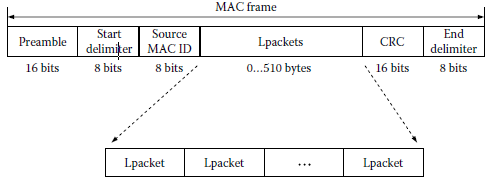 MAC frame
Preamble
Start
delimiter
Source
MAC ID
Lpackets
CRC
End
delimiter
16 bits
8 bits
8 bits
0...510 bytes
16 bits
8 bits
Lpacket
Lpacket
...
Lpacket